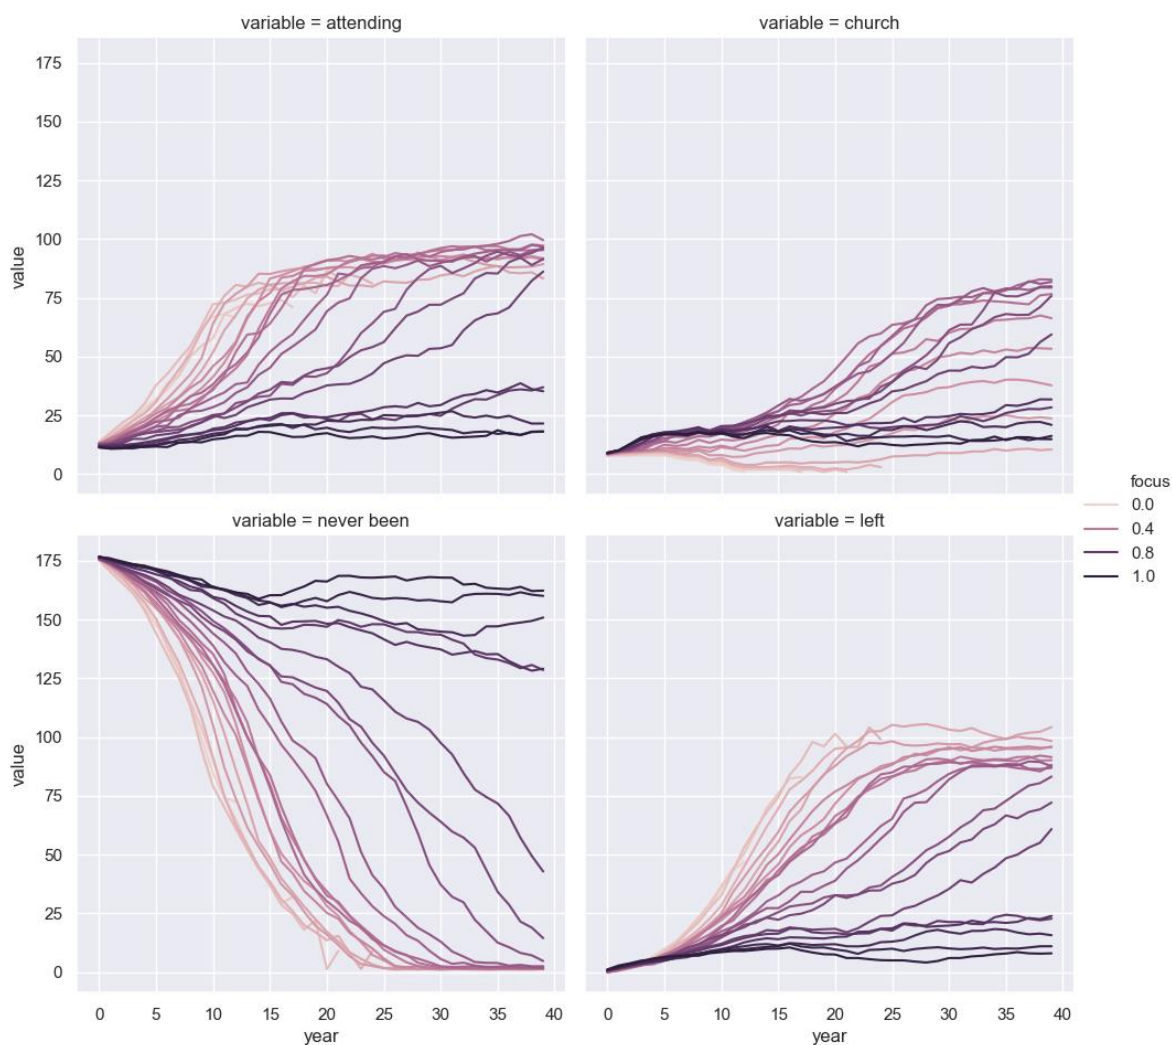 variable = attending
variable = church
175
150
125
100
75
50
25
0
value
variable = never been
variable = left
175
150
125
100
75
50
25
0
value
0 5 10 15 20 25 30 35 40
year
0 5 10 15 20 25 30 35 40
year
focus
0.0
0.4
0.8
1.0